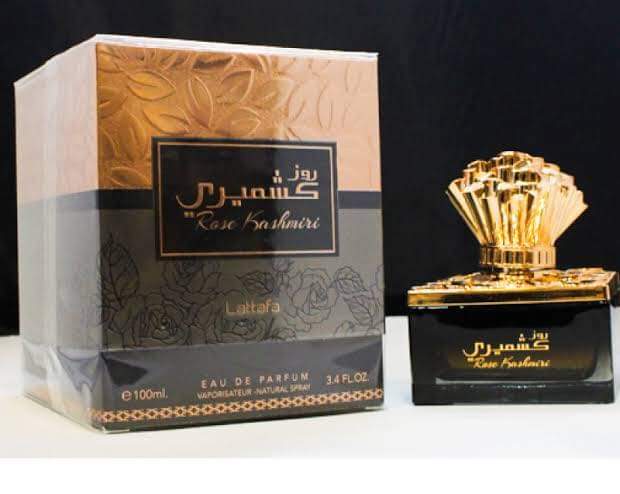 روز
كشميري
Rose Kashmiri
Lattafa
℮ 100ml. EAU DE PARFUM 3.4 FL.OZ.
VAPORISATEUR -NATURAL SPRAY
روز
كشميري
Rose Kashmiri